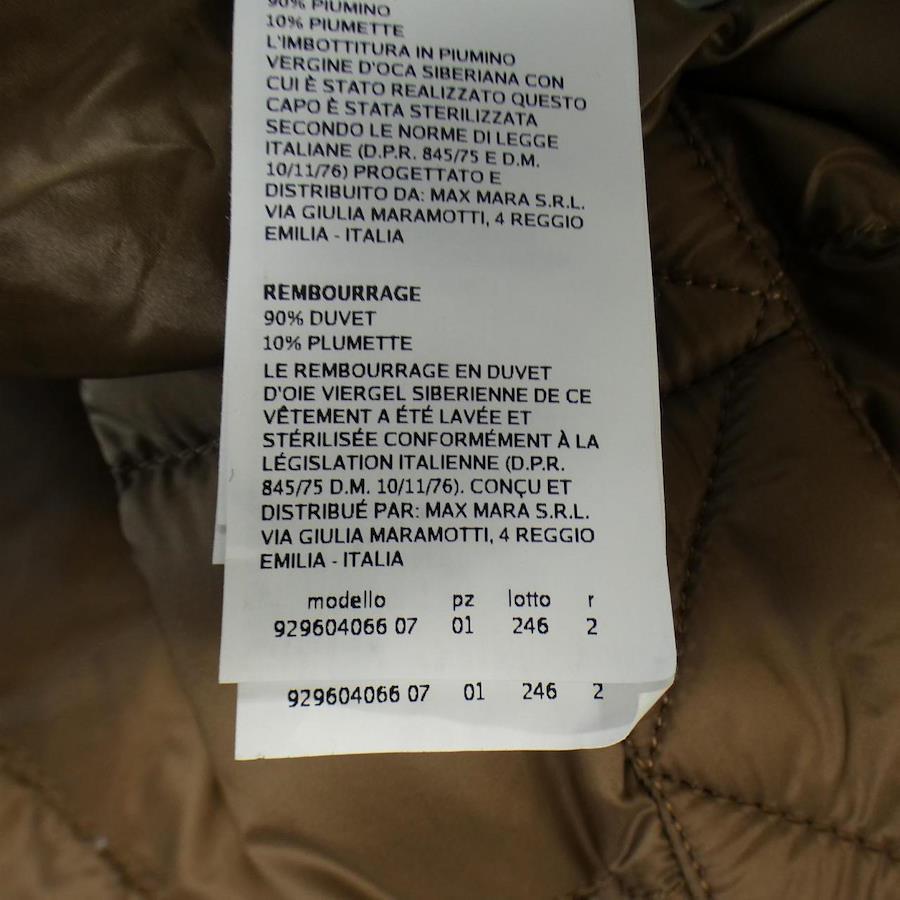 90% PIUMINO
10% PIUMETTE
L'IMBOTTITURA IN PIUMINO
VERGINE D'OCA SIBERIANA CON
CUI È STATO REALIZZATO QUESTO
CAPO È STATA STERILIZZATA
SECONDO LE NORME DI LEGGE
ITALIANE (D.P.R. 845/75 E D.M.
10/11/76) PROGETTATO E
DISTRIBUITO DA: MAX MARA S.R.L.
VIA GIULIA MARAMOTTI, 4 REGGIO
EMILIA - ITALIA
REMBOURRAGE
90% DUVET
10% PLUMETTE
LE REMBOURRAGE EN DUVET
D'OIE VIERGEL SIBERIENNE DE CE
VÊTEMENT A ÉTÉ LAVÉE ET
STÉRILISÉE CONFORMÉMENT À LA
LÉGISLATION ITALIENNE (D.P.R.
845/75 D.M. 10/11/76). CONÇU ET
DISTRIBUÉ PAR: MAX MARA S.R.L.
VIA GIULIA MARAMOTTI, 4 REGGIO
EMILIA - ITALIA
modello pz lotto r
929604066 07 01 246 2
929604066 07 01 246 2